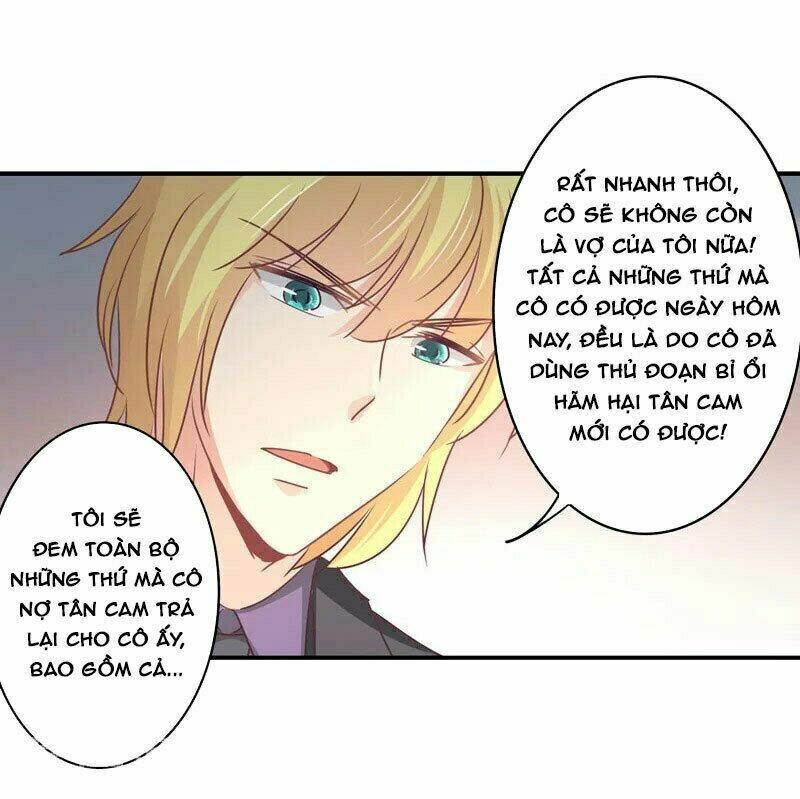 RẤT NHANH THÔI,
CÔ SẼ KHÔNG CÒN
LÀ VỢ CỦA TÔI NỮA!
TẤT CẢ NHỮNG THỨ MÀ
CÔ CÓ ĐƯỢC NGÀY HÔM
NAY, ĐỀU LÀ DO CÔ ĐÃ
DÙNG THỦ ĐOẠN BỈ ỔI
HÃM HẠI TÂN CAM
MỚI CÓ ĐƯỢC!
TÔI SẼ
ĐEM TOÀN BỘ
NHỮNG THỨ MÀ CÔ
NỢ TÂN CAM TRẢ
LẠI CHO CÔ ẤY,
BAO GỒM CẢ...